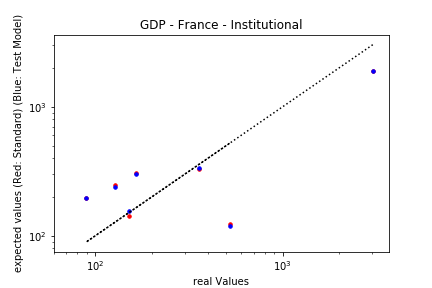 GDP - France - Institutional
expected values (Red: Standard) (Blue: Test Model)
10³
10²
10²
10³
real Values